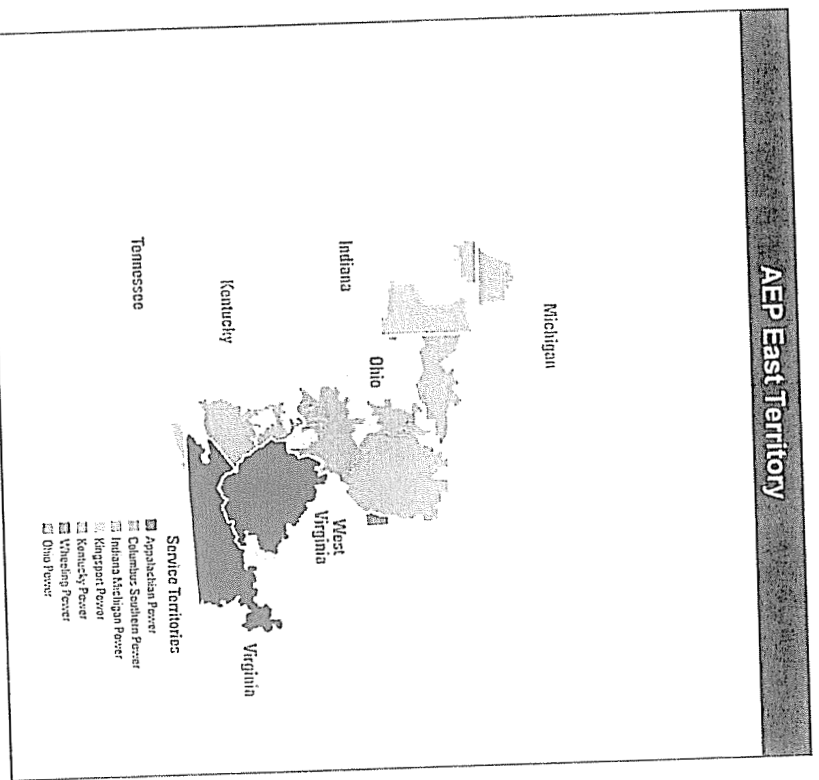 AEP East Territory
Michigan
Indiana
Ohio
West
Virginia
Kentucky
Virginia
Tennessee
Service Territories
Appalachian Power
Columbus Southern Power
Indiana Michigan Power
Kingsport Power
Kentucky Power
Wheeling Power
Ohio Power